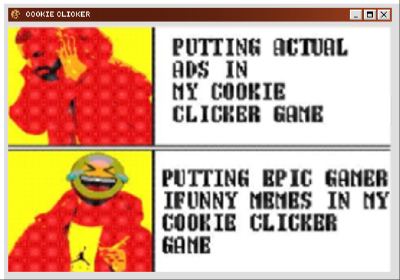 COOKIE CLICKER
PUTTING ACTUAL
ADS IN
MY COOKIE
CLICKER GAME
PUTTING EPIC GAMER
IFUNNY MEMES IN MY
COOKIE CLICKER
GAME